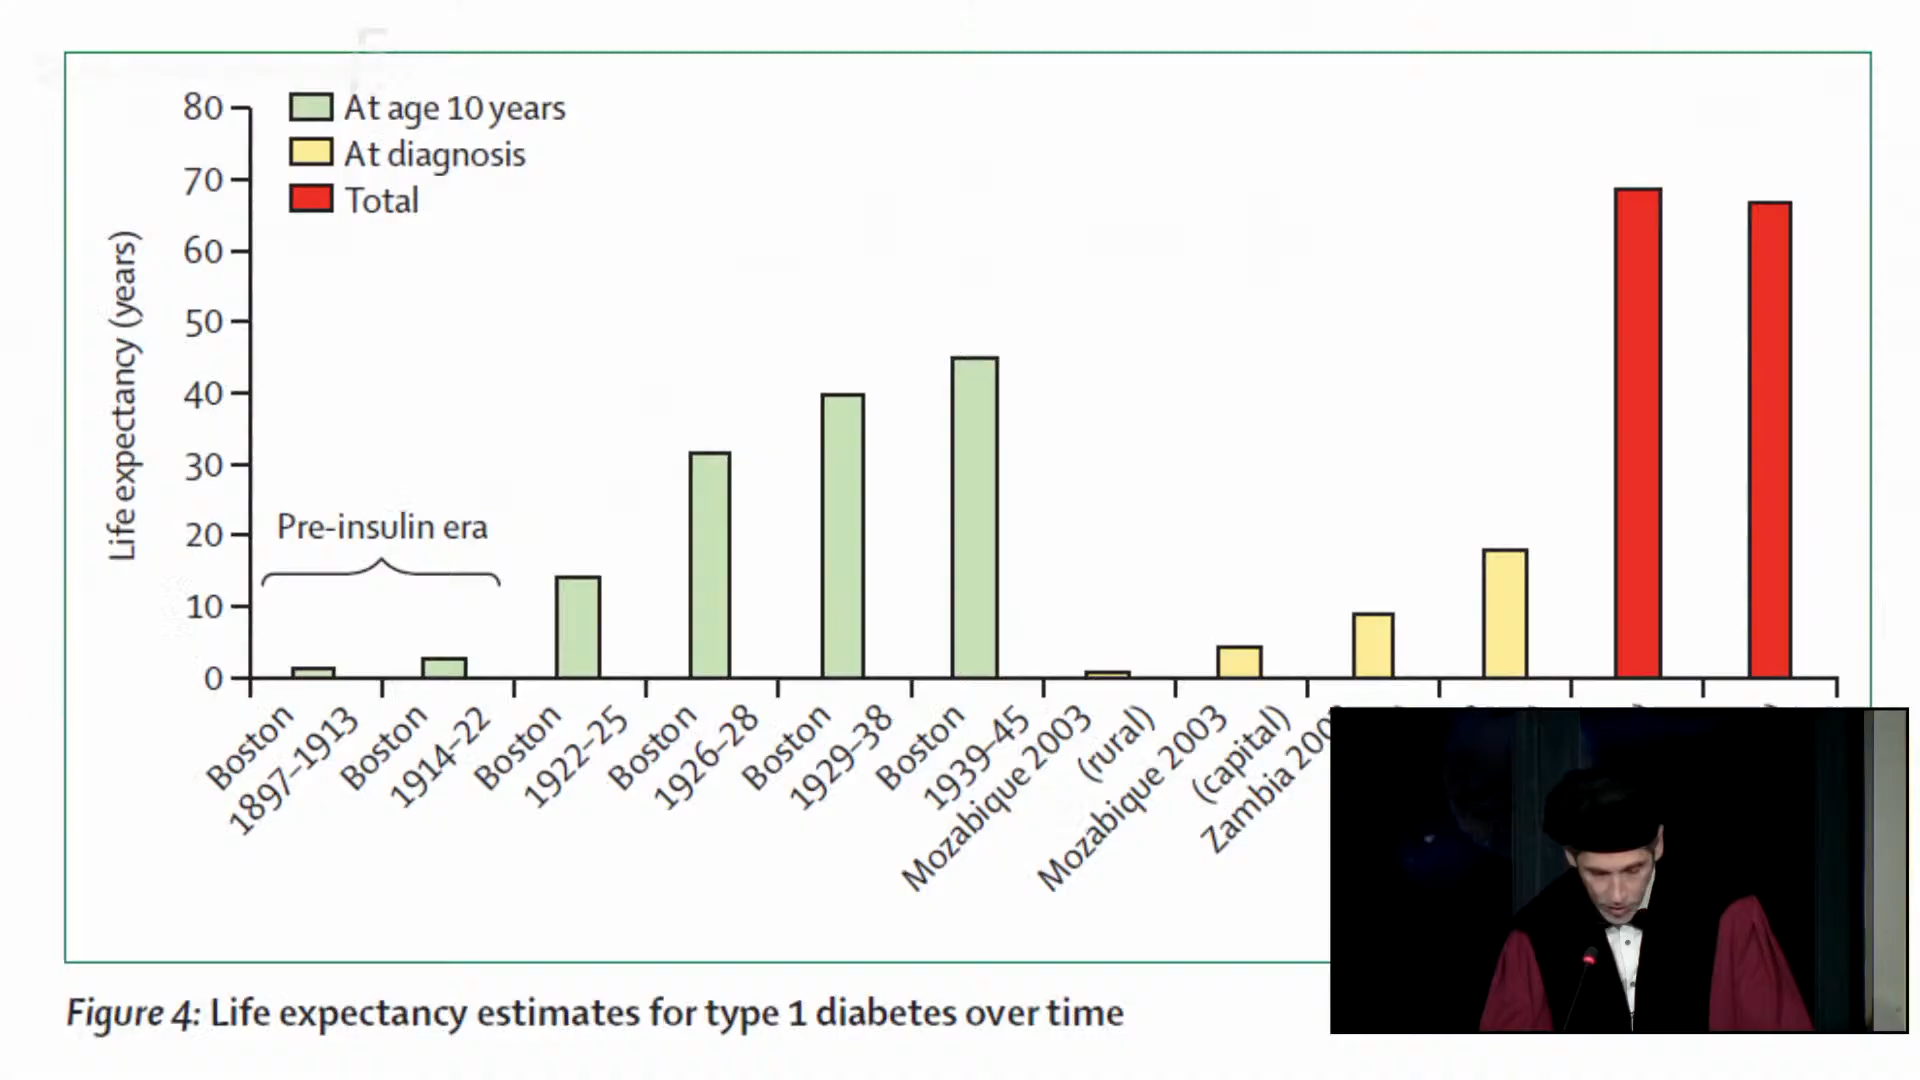 80
70
60
50
40
30
20
10
0
Life expectancy (years)
At age 10 years
At diagnosis
Total
Pre-insulin era
Boston
1897–1913
Boston
1914–22
Boston
1922–25
Boston
1926–28
Boston
1929–38
Boston
1939–45
Mozabique 2003
(rural)
Mozabique 2003
(capital)
Zambia
Figure 4: Life expectancy estimates for type 1 diabetes over time